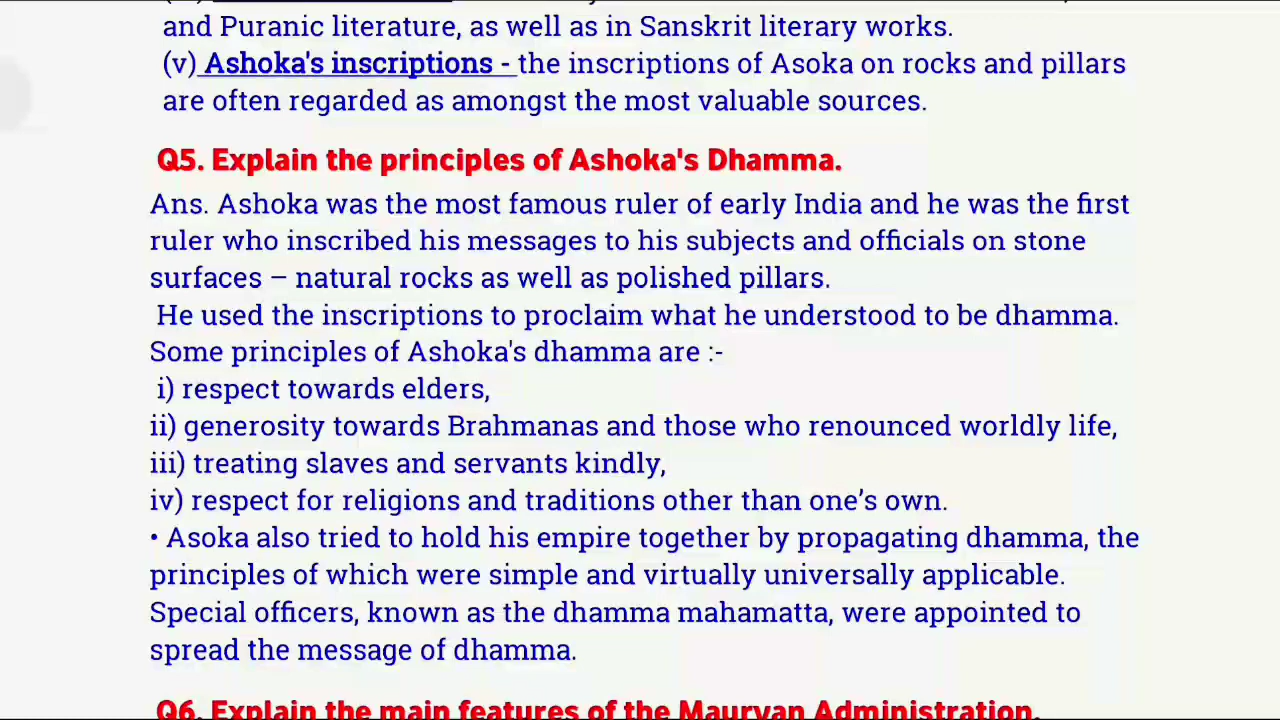 and Puranic literature, as well as in Sanskrit literary works.
(v) Ashoka's inscriptions - the inscriptions of Asoka on rocks and pillars
are often regarded as amongst the most valuable sources.
Q5. Explain the principles of Ashoka's Dhamma.
Ans. Ashoka was the most famous ruler of early India and he was the first
ruler who inscribed his messages to his subjects and officials on stone
surfaces – natural rocks as well as polished pillars.
He used the inscriptions to proclaim what he understood to be dhamma.
Some principles of Ashoka's dhamma are :-
i) respect towards elders,
ii) generosity towards Brahmanas and those who renounced worldly life,
iii) treating slaves and servants kindly,
iv) respect for religions and traditions other than one’s own.
• Asoka also tried to hold his empire together by propagating dhamma, the
principles of which were simple and virtually universally applicable.
Special officers, known as the dhamma mahamatta, were appointed to
spread the message of dhamma.
Q6. Explain the main features of the Mauryan Administration.